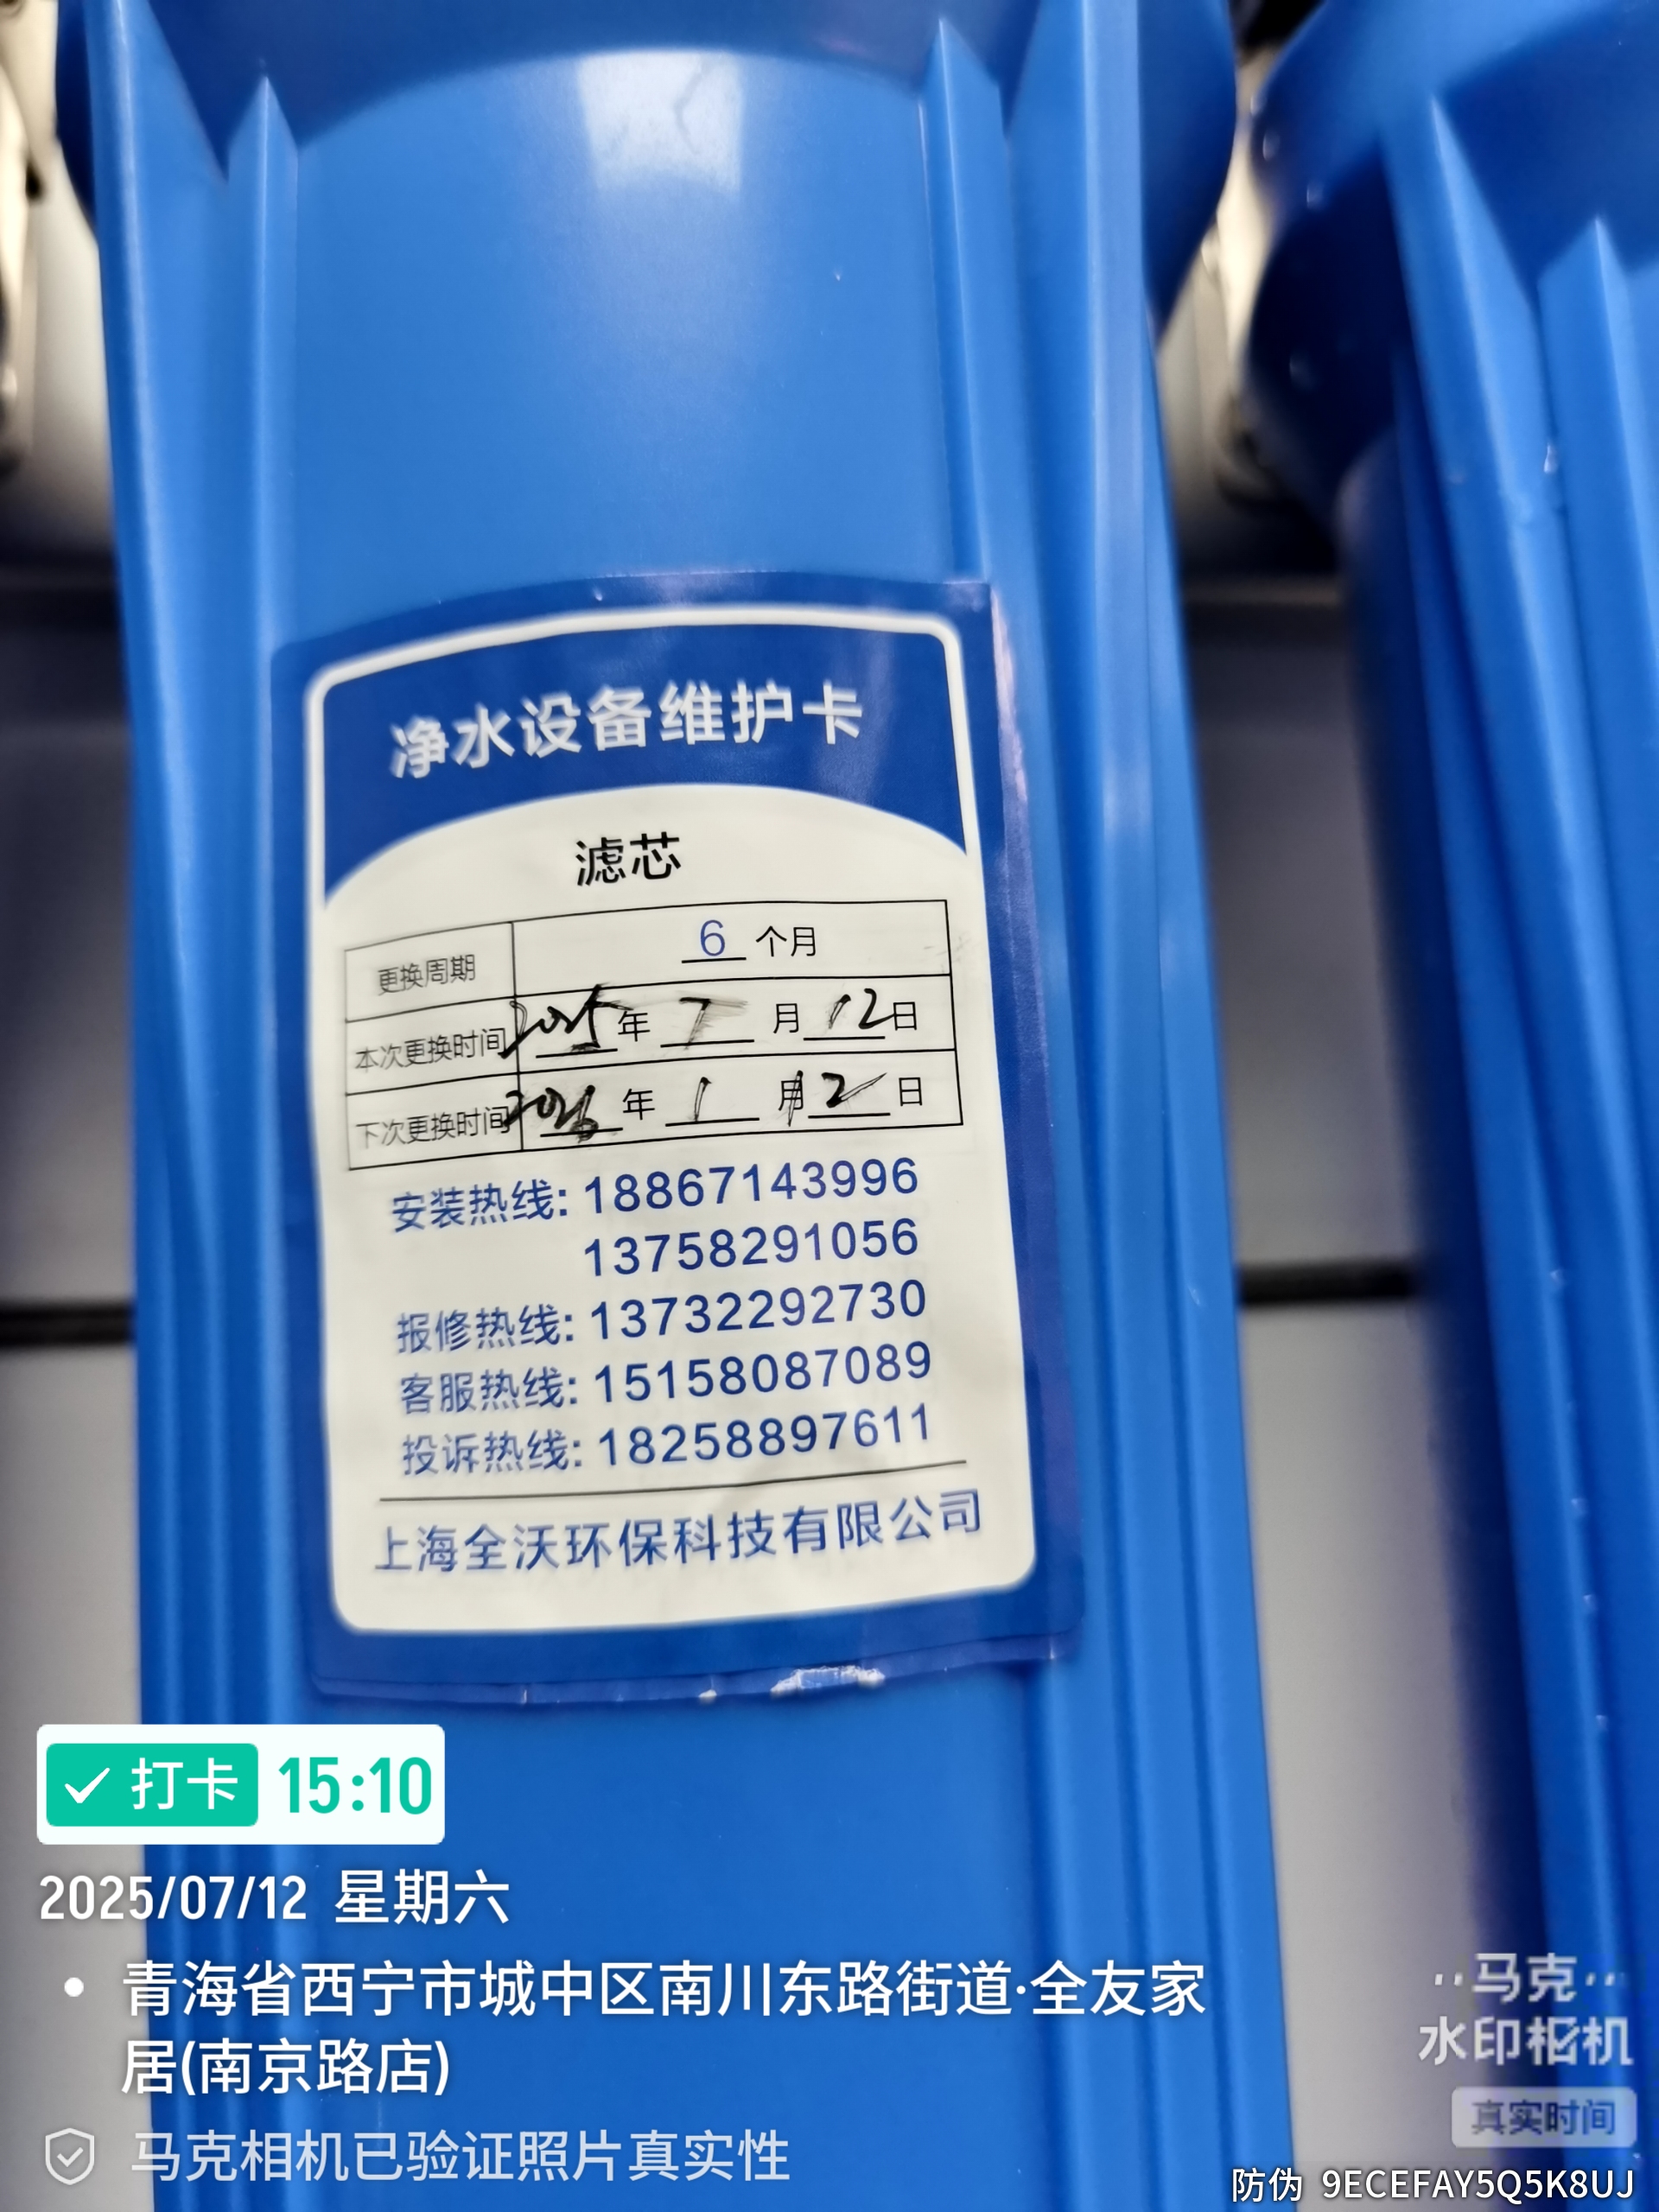 净水设备维护卡
滤芯
更换周期 6 个月
本次更换时间 2025 年 7 月 12 日
下次更换时间 2026 年 1 月 12 日
安装热线: 18867143996
13758291056
报修热线: 13732292730
客服热线: 15158087089
投诉热线: 18258897611
上海全沃环保科技有限公司
打卡 15:10
2025/07/12 星期六
青海省西宁市城中区南川东路街道·全友家
居(南京路店)
马克相机已验证照片真实性
马克
水印相机
真实时间
防伪 9ECEFAY5Q5K8UJ